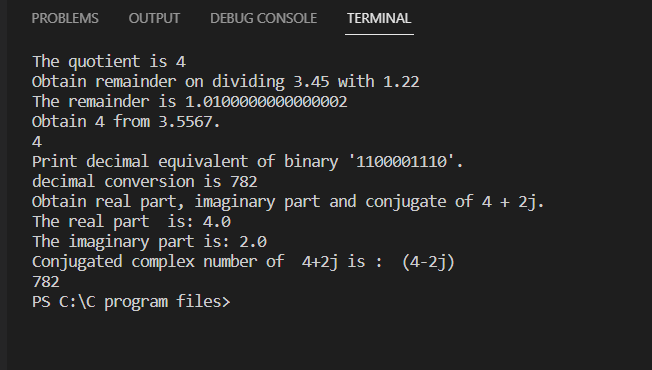 PROBLEMS OUTPUT DEBUG CONSOLE TERMINAL
The quotient is 4
Obtain remainder on dividing 3.45 with 1.22
The remainder is 1.0100000000000002
Obtain 4 from 3.5567.
4
Print decimal equivalent of binary '1100001110'.
decimal conversion is 782
Obtain real part, imaginary part and conjugate of 4 + 2j.
The real part  is: 4.0
The imaginary part is: 2.0
Conjugated complex number of  4+2j is :  (4-2j)
782
PS C:\C program files>